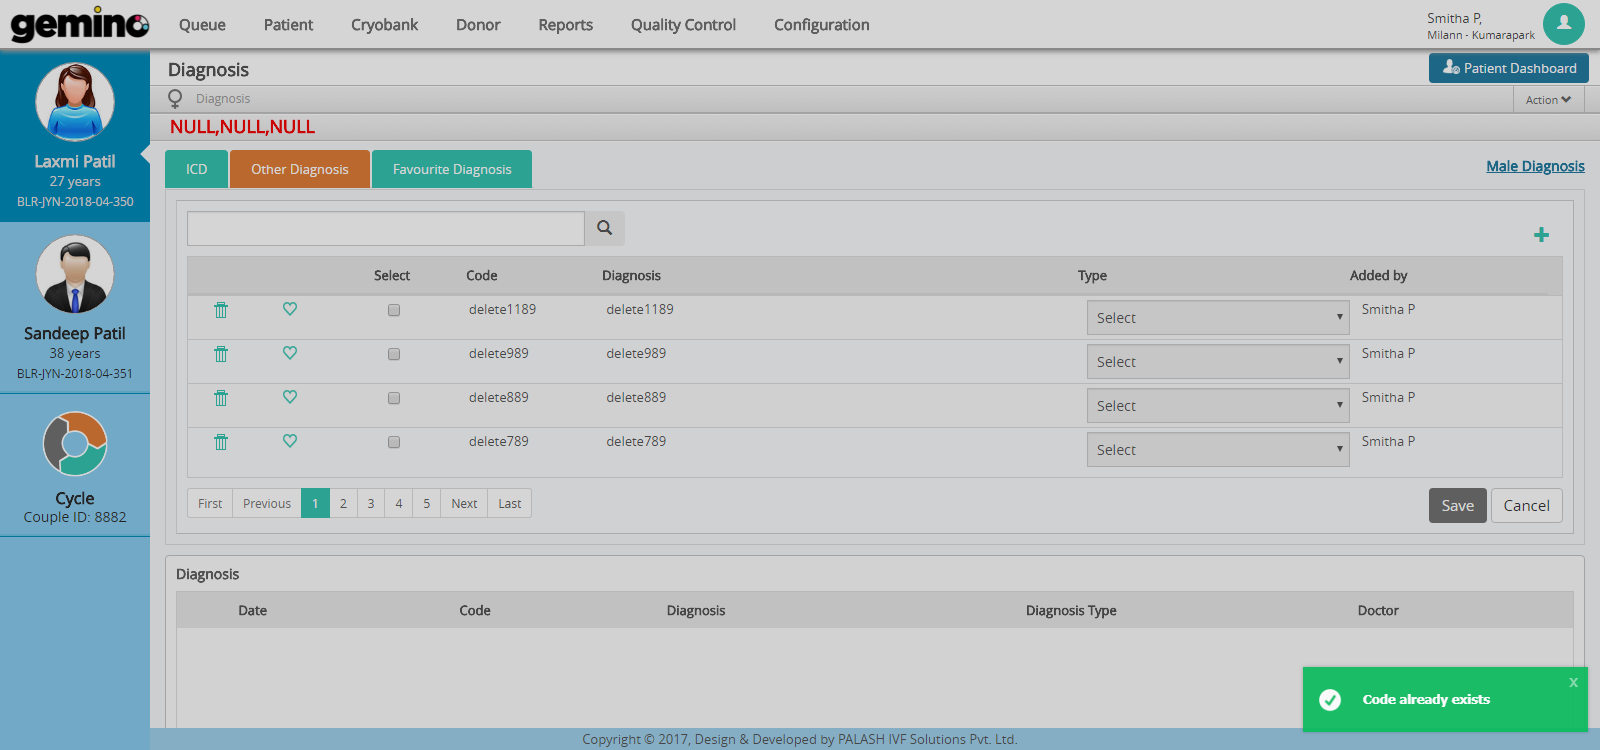 gemino Queue Patient Cryobank Donor Reports Quality Control Configuration
Smitha P,
Milann - Kumarapark
Laxmi Patil
27 years
BLR-JYN-2018-04-350
Sandeep Patil
38 years
BLR-JYN-2018-04-351
Cycle
Couple ID: 8882
Diagnosis Patient Dashboard
Diagnosis Action
NULL,NULL,NULL
ICD Other Diagnosis Favourite Diagnosis Male Diagnosis
Select Code Diagnosis Type Added by
delete1189 delete1189 Select Smitha P
delete989 delete989 Select Smitha P
delete889 delete889 Select Smitha P
delete789 delete789 Select Smitha P
First Previous 1 2 3 4 5 Next Last Save Cancel
Diagnosis
Date Code Diagnosis Diagnosis Type Doctor
x
Code already exists
Copyright © 2017, Design & Developed by PALASH IVF Solutions Pvt. Ltd.